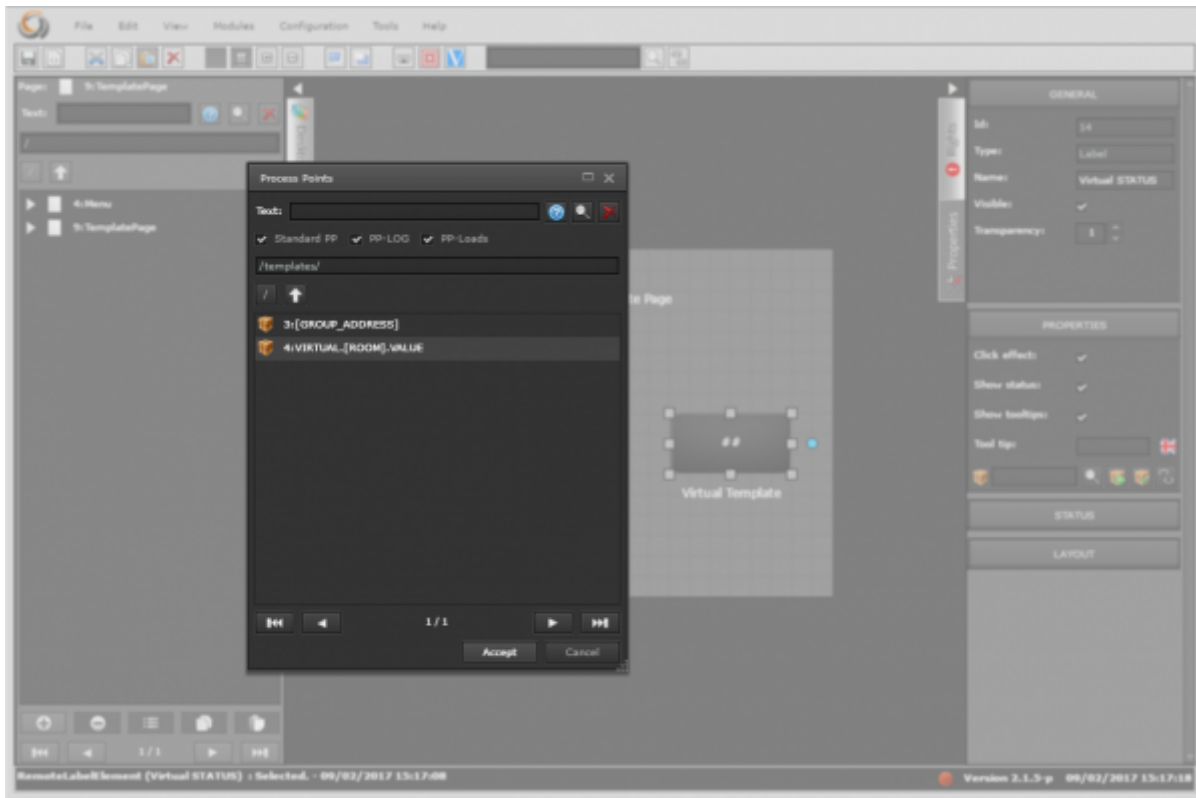 File Edit View Modules Configuration Tools Help
Page: 9:TemplatePage
Text:
/
4:Menu
9:TemplatePage
Process Points
Text:
Standard PP PP-LOG PP-Loads
/templates/
/
3:[GROUP_ADDRESS]
4:VIRTUAL.[ROOM].VALUE
1/1
Accept Cancel
te Page
##
Virtual Template
Rights
Properties
GENERAL
Id: 14
Type: Label
Name: Virtual STATUS
Visible:
Transparency: 1
PROPERTIES
Click effect:
Show status:
Show tooltips:
Tool tip:
STATUS
LAYOUT
1/1
RemoteLabelElement (Virtual STATUS) : Selected. - 09/02/2017 15:17:08
Version 2.1.5-p 09/02/2017 15:17:18